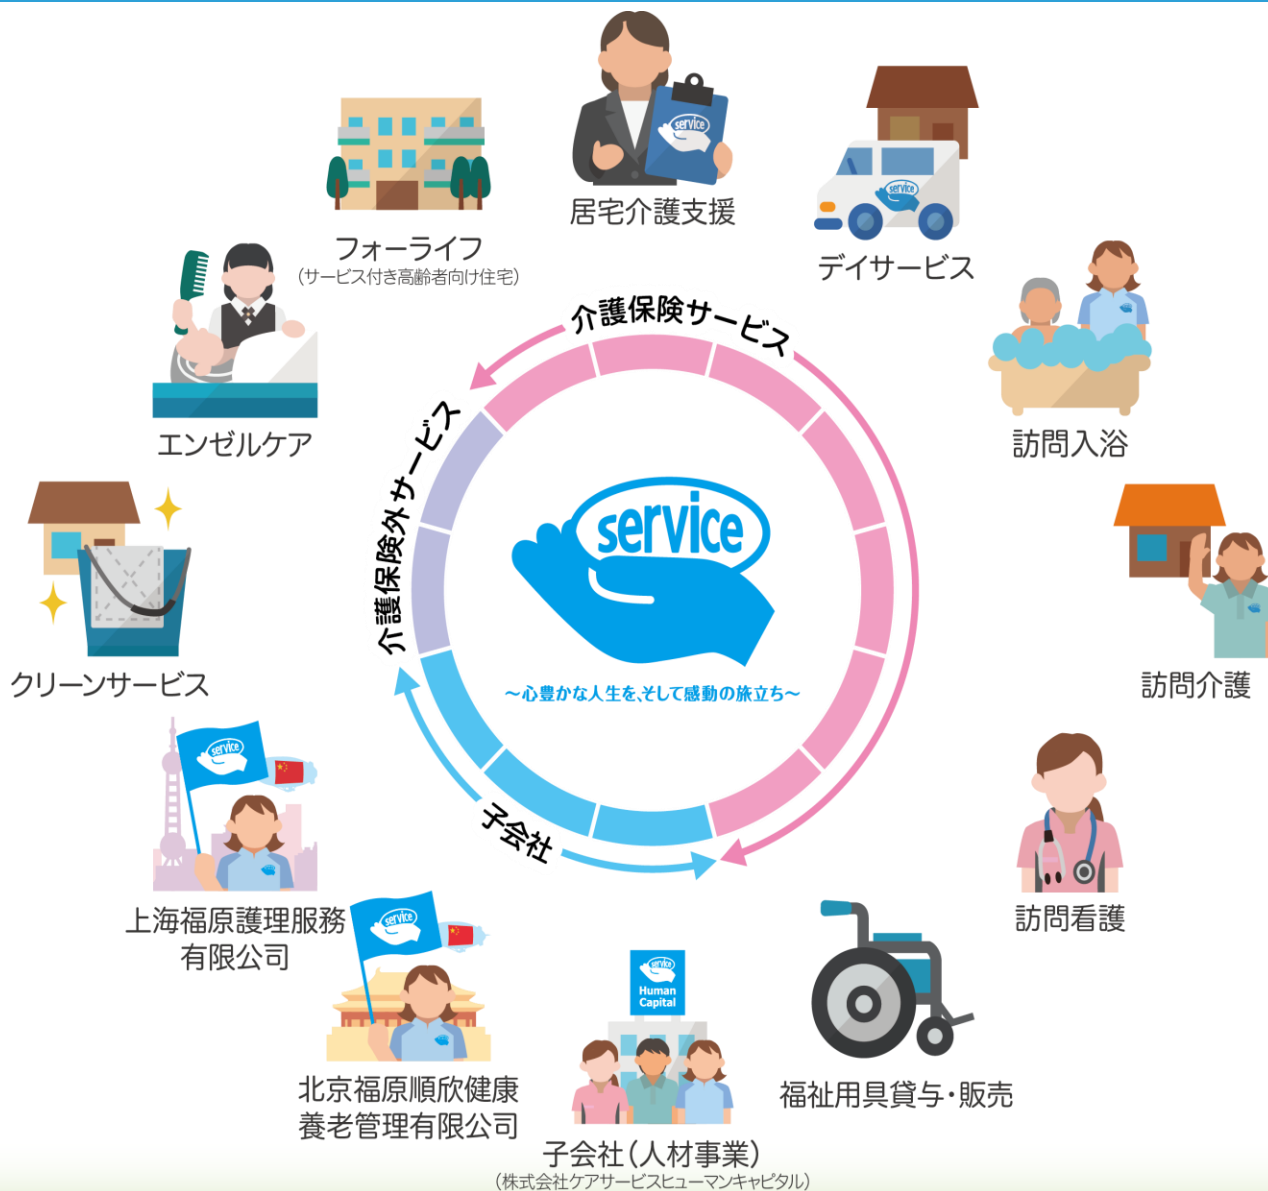 service
居宅介護支援
service
デイサービス
訪問入浴
訪問介護
訪問看護
福祉用具貸与・販売
service
Human
Capital
子会社（人材事業）
（株式会社ケアサービスヒューマンキャピタル）
service
北京福原順欣健康
養老管理有限公司
service
上海福原護理服務
有限公司
クリーンサービス
エンゼルケア
フォーライフ
（サービス付き高齢者向け住宅）
介護保険サービス
介護保険外サービス
子会社
service
～心豊かな人生を、そして感動の旅立ち～